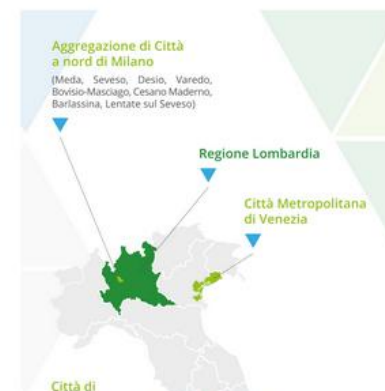 Aggregazione di Città
a nord di Milano
(Meda, Seveso, Desio, Varedo,
Bovisio-Masciago, Cesano Maderno,
Barlassina, Lentate sul Seveso)
Regione Lombardia
Città Metropolitana
di Venezia
Città di